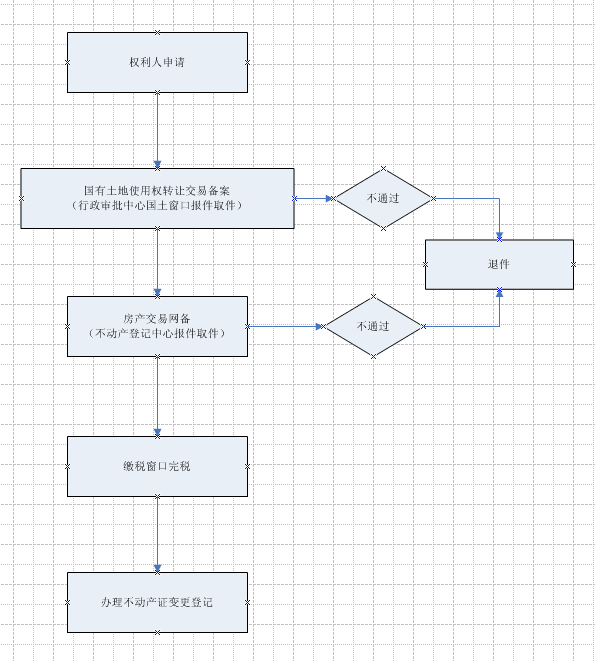 权利人申请
国有土地使用权转让交易备案
（行政审批中心国土窗口报件取件）
不通过
退件
房产交易网备
（不动产登记中心报件取件）
不通过
缴税窗口完税
办理不动产证变更登记